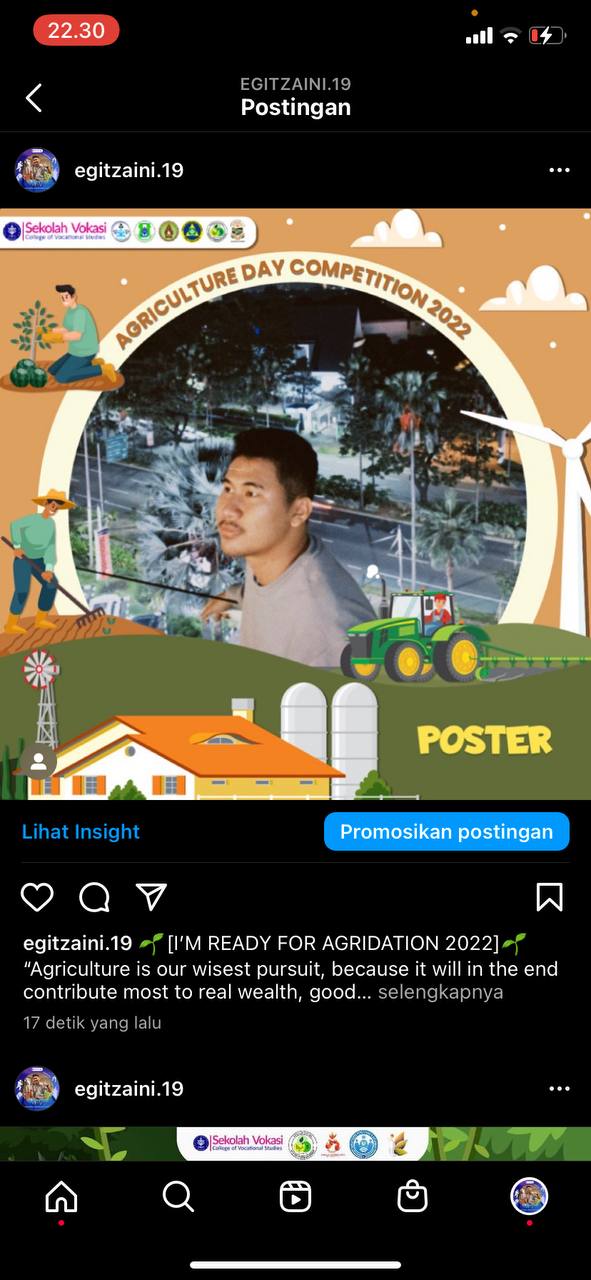 22.30
EGITZAINI.19
Postingan
egitzaini.19
Sekolah Vokasi
College of Vocational Studies
AGRICULTURE DAY COMPETITION 2022
POSTER
Lihat Insight
Promosikan postingan
egitzaini.19 🌱[I’M READY FOR AGRIDATION 2022]🌱
“Agriculture is our wisest pursuit, because it will in the end
contribute most to real wealth, good... selengkapnya
17 detik yang lalu
egitzaini.19
Sekolah Vokasi
College of Vocational Studies